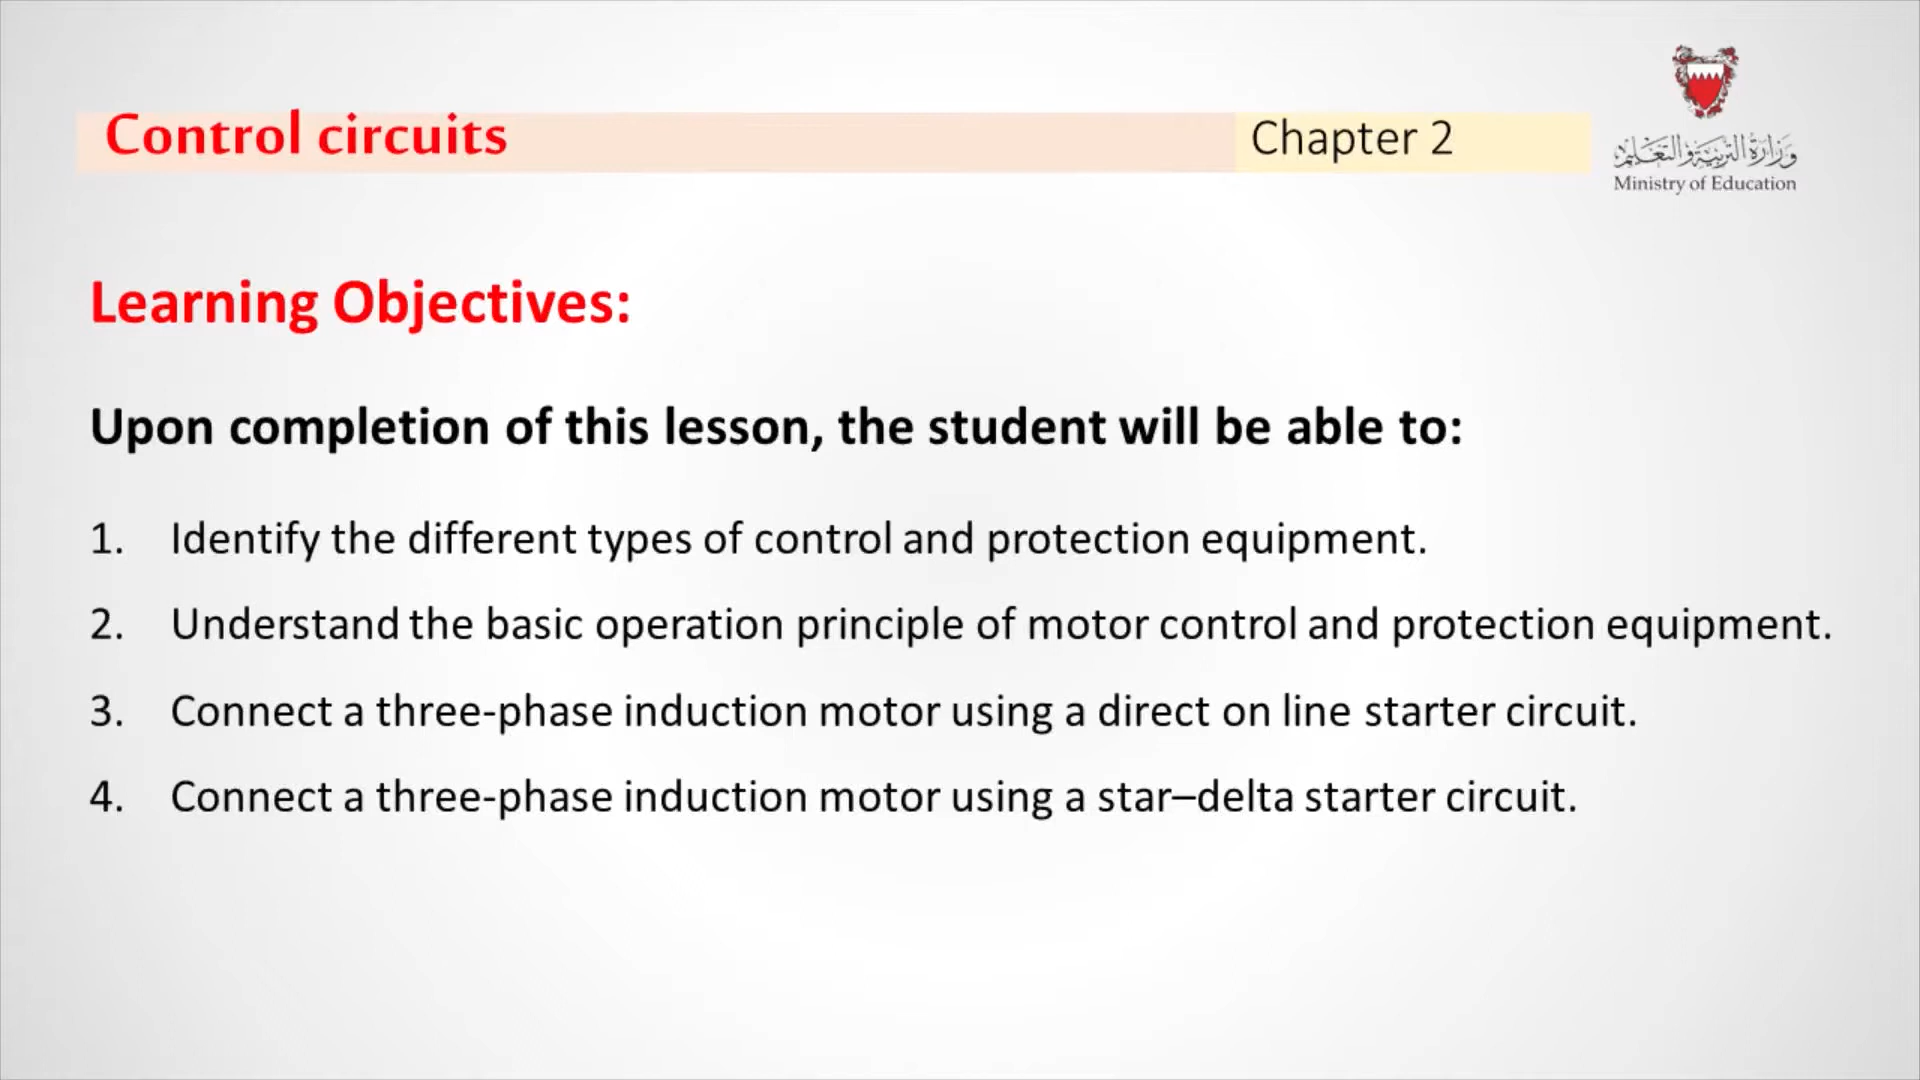 Control circuits
Chapter 2
وزارة التربية والتعليم
Ministry of Education
Learning Objectives:
Upon completion of this lesson, the student will be able to:
1. Identify the different types of control and protection equipment.
2. Understand the basic operation principle of motor control and protection equipment.
3. Connect a three-phase induction motor using a direct on line starter circuit.
4. Connect a three-phase induction motor using a star–delta starter circuit.